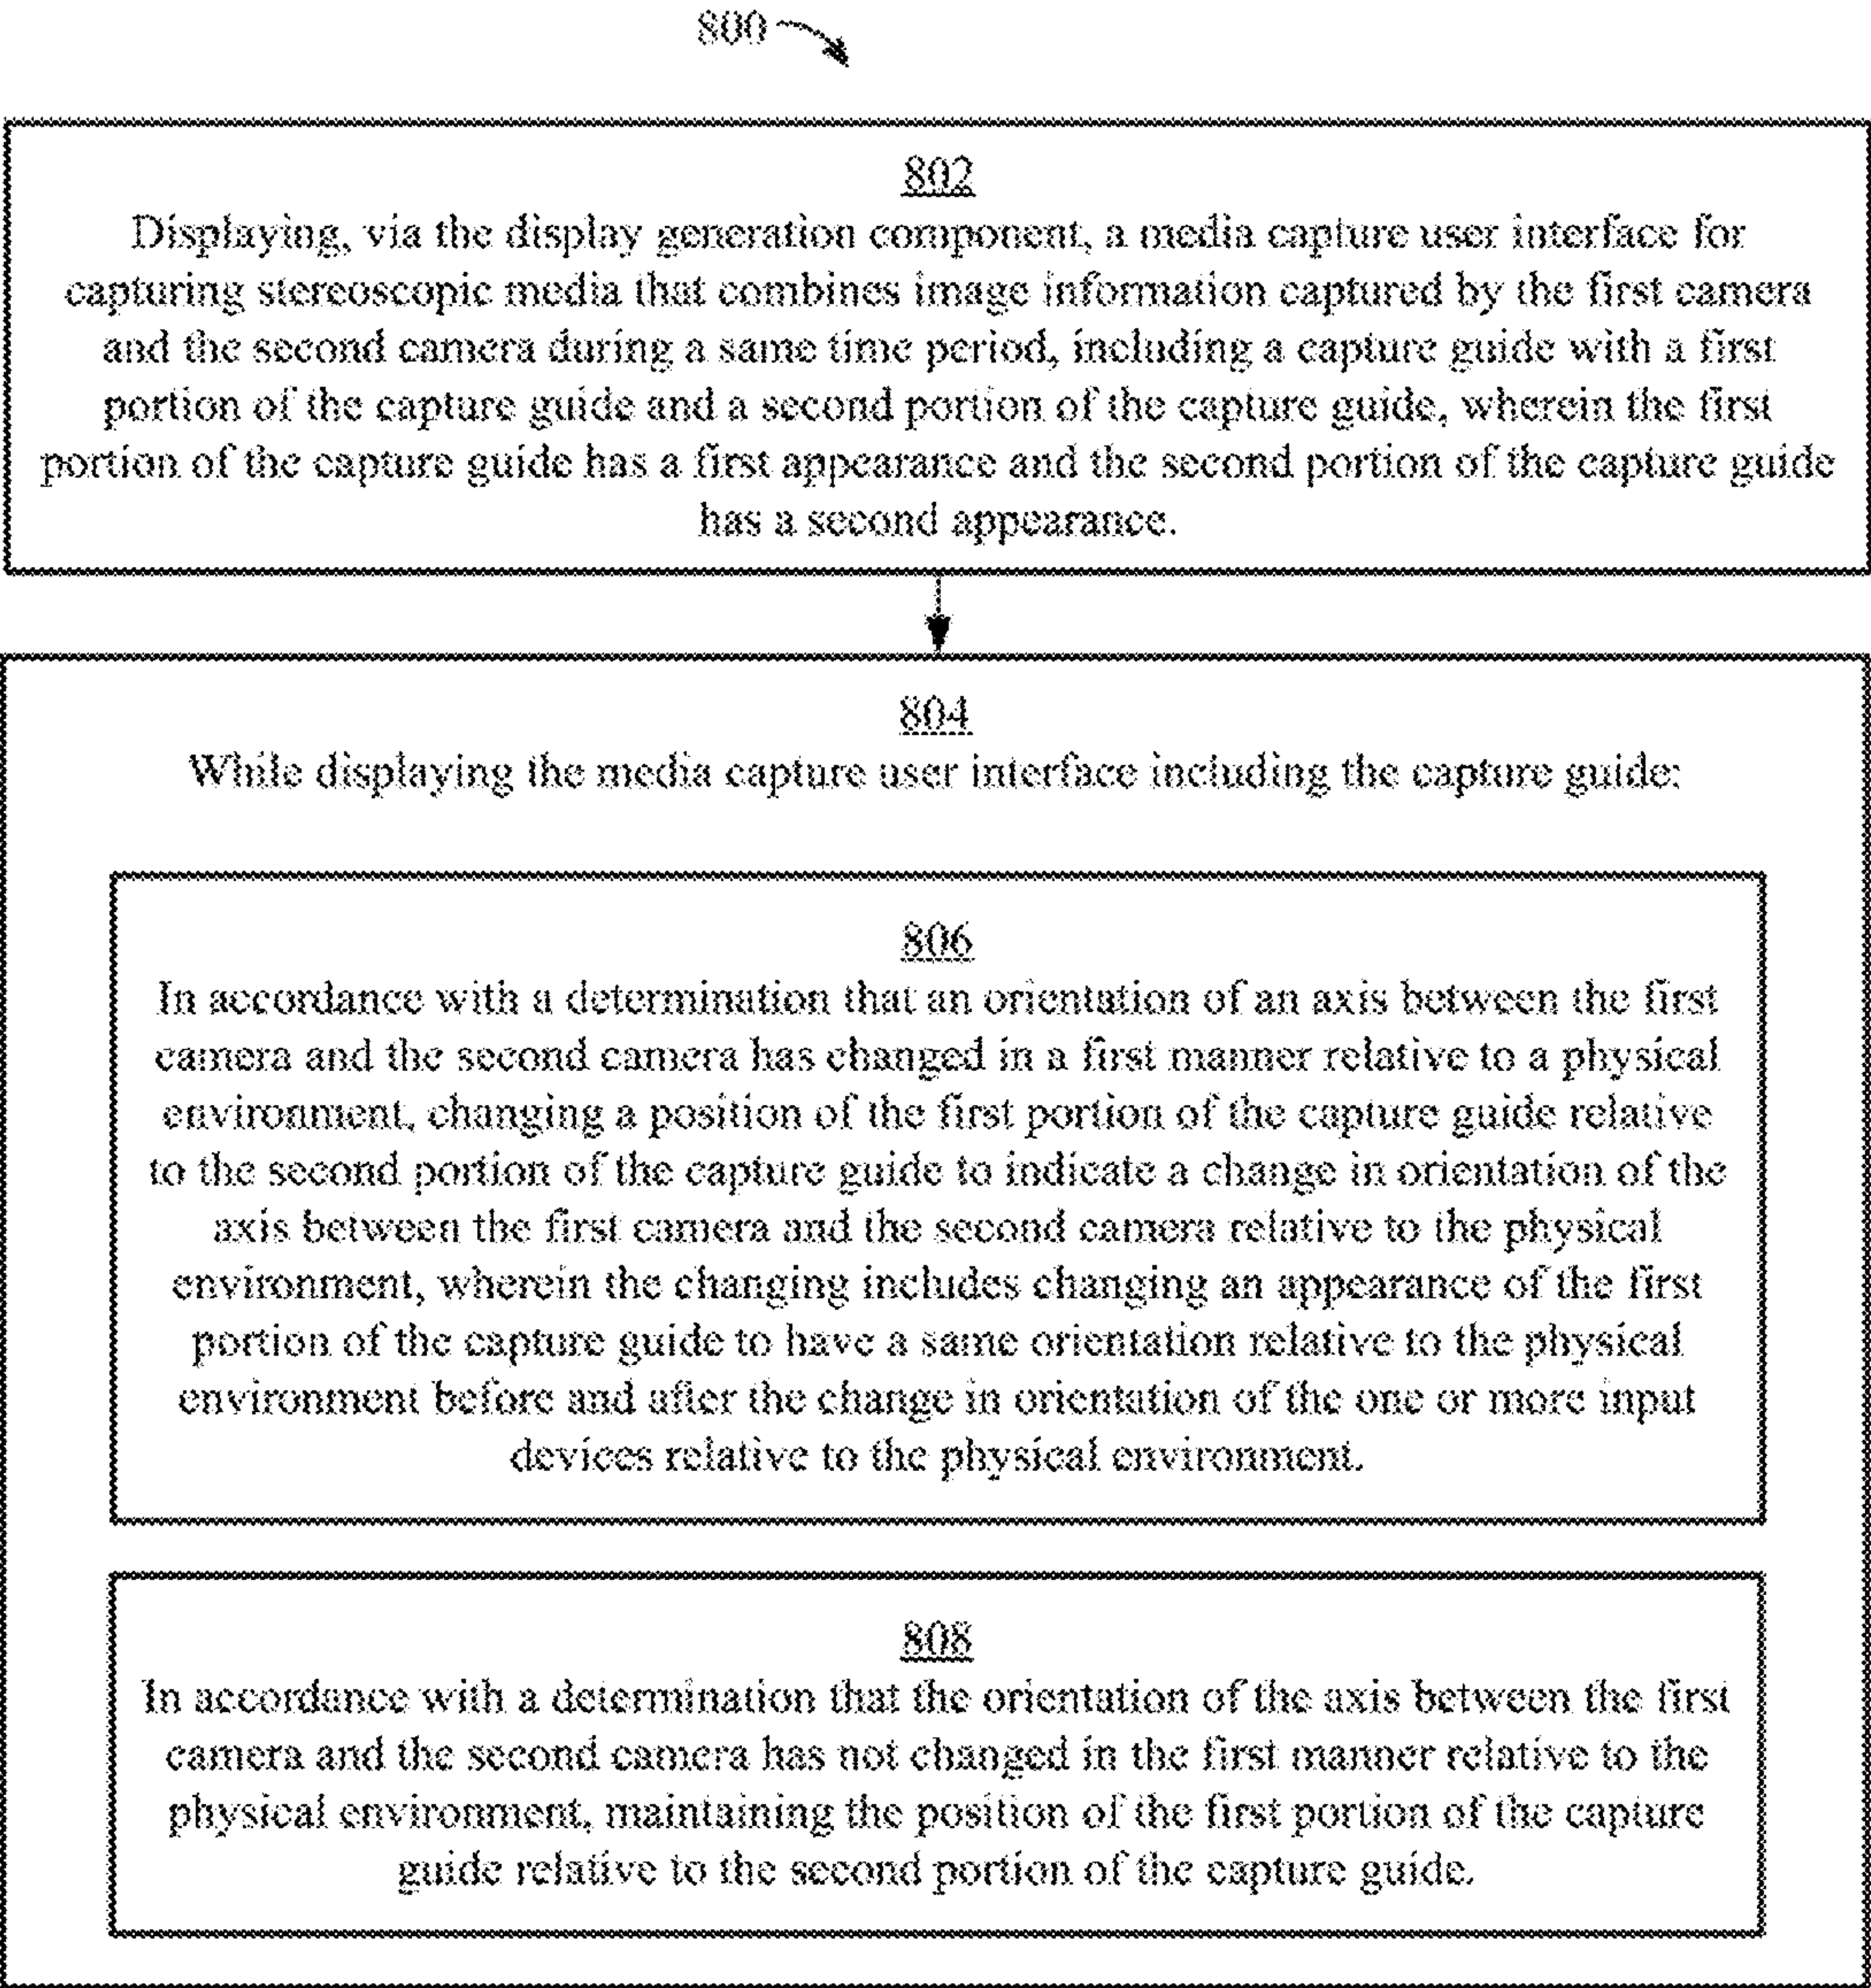 800
802
Displaying, via the display generation component, a media capture user interface for
capturing stereoscopic media that combines image information captured by the first camera
and the second camera during a same time period, including a capture guide with a first
portion of the capture guide and a second portion of the capture guide, wherein the first
portion of the capture guide has a first appearance and the second portion of the capture guide
has a second appearance.
804
While displaying the media capture user interface including the capture guide:
806
In accordance with a determination that an orientation of an axis between the first
camera and the second camera has changed in a first manner relative to a physical
environment, changing a position of the first portion of the capture guide relative
to the second portion of the capture guide to indicate a change in orientation of the
axis between the first camera and the second camera relative to the physical
environment, wherein the changing includes changing an appearance of the first
portion of the capture guide to have a same orientation relative to the physical
environment before and after the change in orientation of the one or more input
devices relative to the physical environment.
808
In accordance with a determination that the orientation of the axis between the first
camera and the second camera has not changed in the first manner relative to the
physical environment, maintaining the position of the first portion of the capture
guide relative to the second portion of the capture guide.